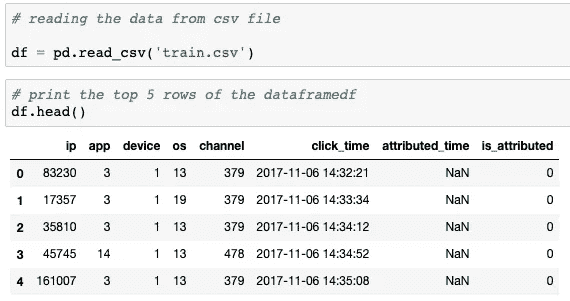 # reading the data from csv file
df = pd.read_csv('train.csv')
# print the top 5 rows of the dataframedf
df.head()
ip app device os channel click_time attributed_time is_attributed
0 83230 3 1 13 379 2017-11-06 14:32:21 NaN 0
1 17357 3 1 19 379 2017-11-06 14:33:34 NaN 0
2 35810 3 1 13 379 2017-11-06 14:34:12 NaN 0
3 45745 14 1 13 478 2017-11-06 14:34:52 NaN 0
4 161007 3 1 13 379 2017-11-06 14:35:08 NaN 0